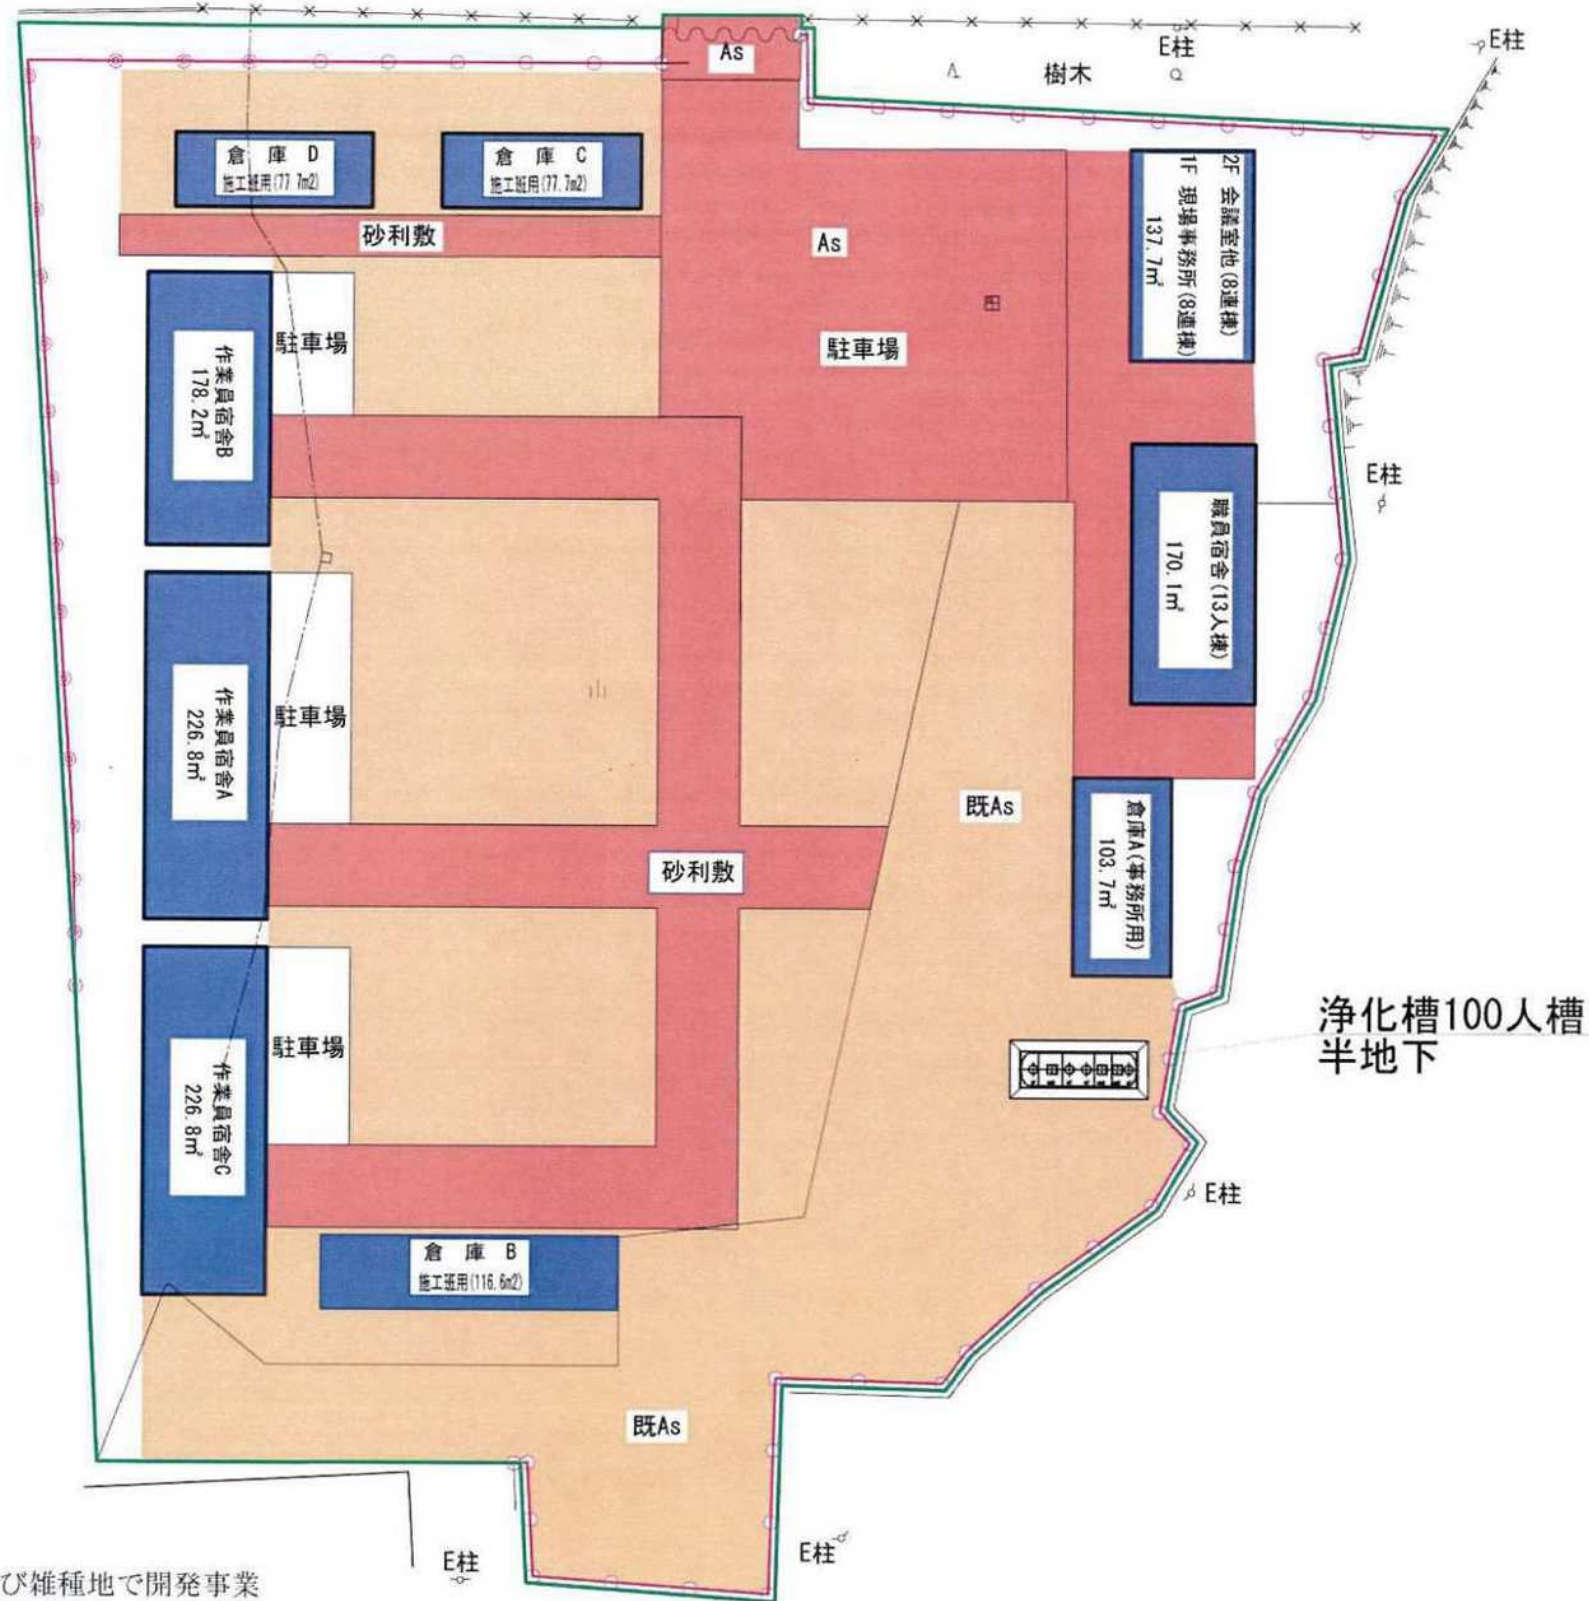 E柱
E柱
As
樹木
倉 庫 D
施工班用(77.7m2)
倉 庫 C
施工班用(77.7m2)
2F 会議室他(8連棟)
1F 現場事務所(8連棟)
137.7㎡
砂利敷
As
駐車場
駐車場
作業員宿舎B
178.2㎡
E柱
職員宿舎(13人棟)
170.1㎡
山
駐車場
作業員宿舎A
226.8㎡
既As
倉庫A(事務所用)
103.7㎡
砂利敷
浄化槽100人槽
半地下
駐車場
作業員宿舎C
226.8㎡
E柱
倉 庫 B
施工班用(116.6m2)
既As
E柱
E柱
び雑種地で開発事業